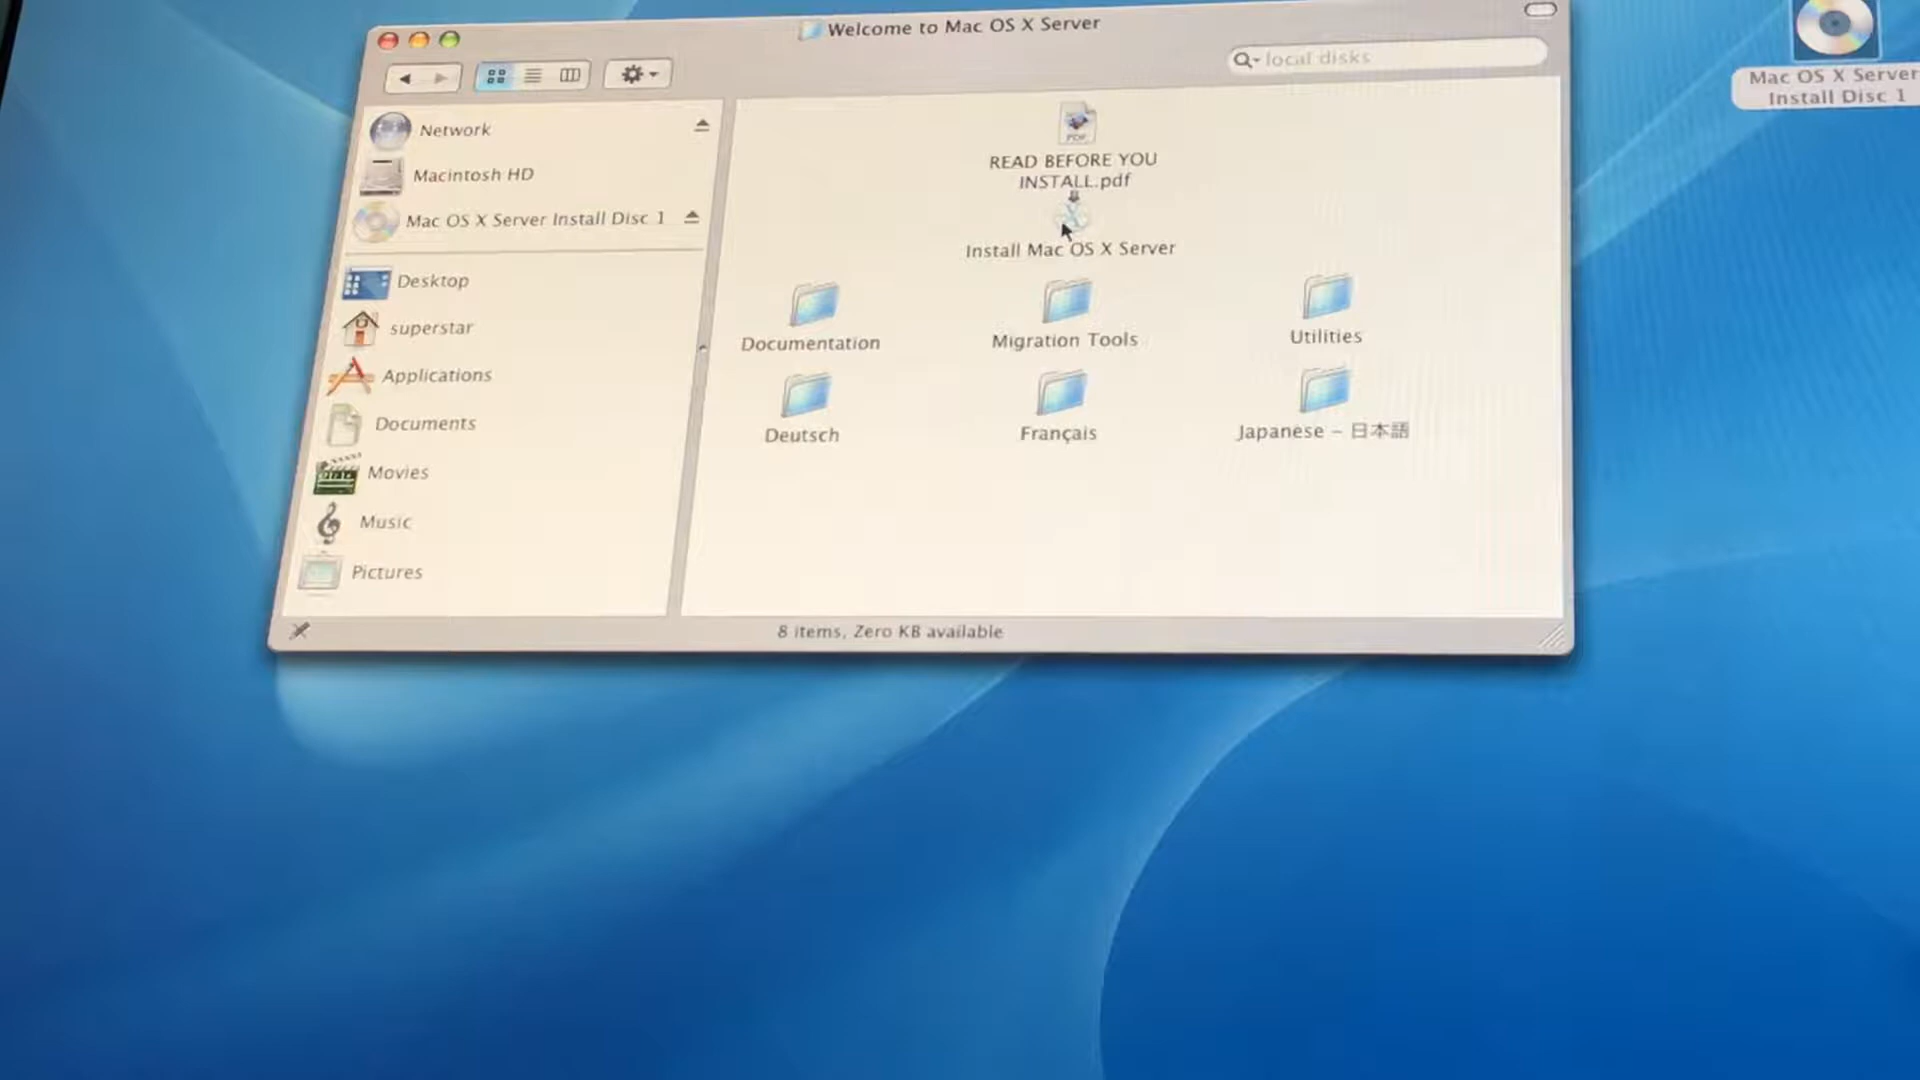 Welcome to Mac OS X Server
local disks
Mac OS X Server
Install Disc 1
Network
Macintosh HD
Mac OS X Server Install Disc 1
Desktop
superstar
Applications
Documents
Movies
Music
Pictures
PDF
READ BEFORE YOU
INSTALL.pdf
Install Mac OS X Server
Documentation
Migration Tools
Utilities
Deutsch
Français
Japanese – 日本語
8 items, Zero KB available